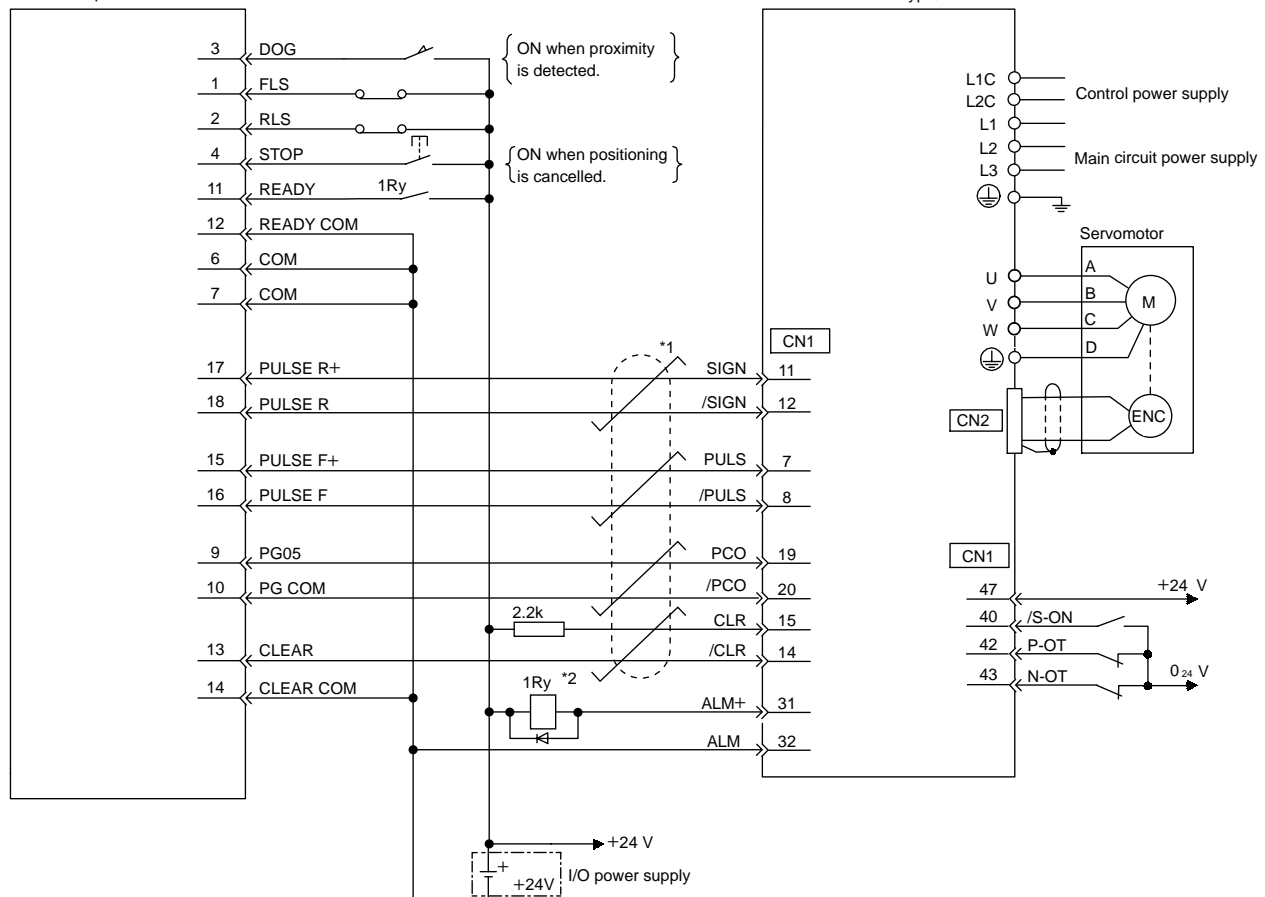 3 DOG
ON when proximity
is detected.
1 FLS
2 RLS
4 STOP
ON when positioning
is cancelled.
11 READY 1Ry
12 READY COM
6 COM
7 COM
17 PULSE R+
18 PULSE R
15 PULSE F+
16 PULSE F
9 PG05
10 PG COM
13 CLEAR
14 CLEAR COM
*1
2.2k
1Ry *2
+24 V
+
+24V
I/O power supply
CN1
SIGN 11
/SIGN 12
PULS 7
/PULS 8
PCO 19
/PCO 20
CLR 15
/CLR 14
ALM+ 31
ALM 32
L1C
L2C
Control power supply
L1
L2
L3
Main circuit power supply
Servomotor
U A
V B
W C
D
M
CN2
ENC
CN1
47 +24 V
40 /S-ON
42 P-OT
43 N-OT
0 24 V